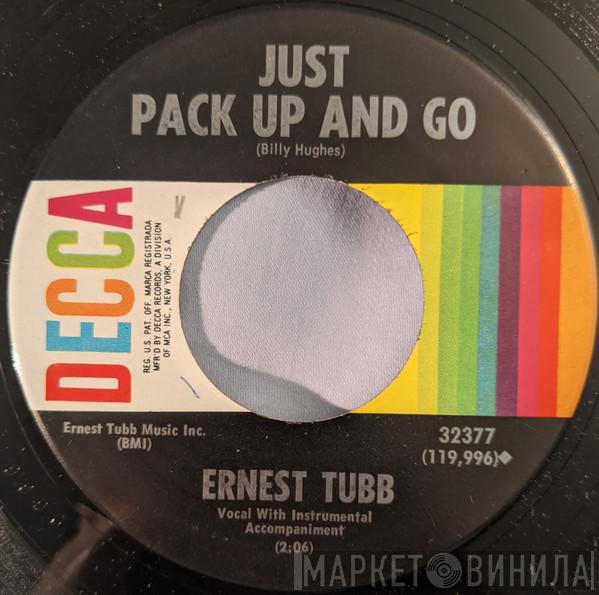 JUST
PACK UP AND GO
(Billy Hughes)
DECCA
REG. U.S. PAT. OFF. MARCA REGISTRADA
MFR'D BY DECCA RECORDS, A DIVISION
OF MCA INC., NEW YORK, U.S.A.
Ernest Tubb Music Inc.
(BMI)
32377
(119,996)◆
ERNEST TUBB
Vocal With Instrumental
Accompaniment
(2:06)
МАРКЕТ ВИНИЛА